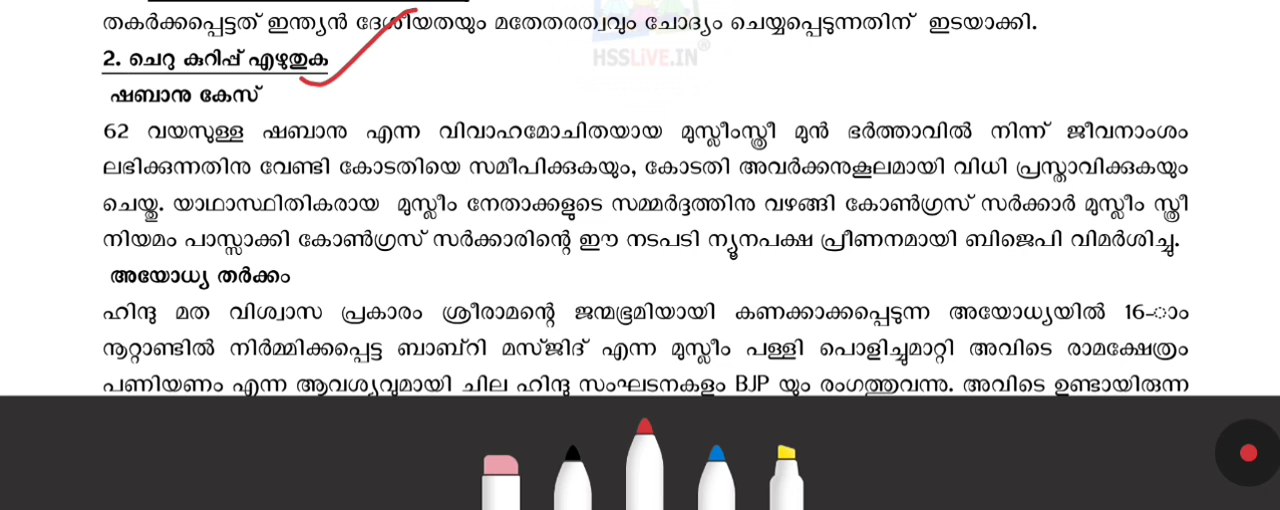 തകർക്കപ്പെട്ടത് ഇന്ത്യൻ ദേശീയതയും മതേതരത്വവും ചോദ്യം ചെയ്യപ്പെടുന്നതിന് ഇടയാക്കി.
HSSLIVE.IN®
2. ചെറു കുറിപ്പ് എഴുതുക
ഷബാനു കേസ്
62 വയസുള്ള ഷബാനു എന്ന വിവാഹമോചിതയായ മുസ്ലീംസ്ത്രീ മുൻ ഭർത്താവിൽ നിന്ന് ജീവനാംശം
ലഭിക്കുന്നതിനു വേണ്ടി കോടതിയെ സമീപിക്കുകയും, കോടതി അവർക്കനുകൂലമായി വിധി പ്രസ്താവിക്കുകയും
ചെയ്തു. യാഥാസ്ഥിതികരായ മുസ്ലീം നേതാക്കളുടെ സമ്മർദ്ദത്തിനു വഴങ്ങി കോൺഗ്രസ് സർക്കാർ മുസ്ലീം സ്ത്രീ
നിയമം പാസ്സാക്കി കോൺഗ്രസ് സർക്കാരിന്റെ ഈ നടപടി ന്യൂനപക്ഷ പ്രീണനമായി ബിജെപി വിമർശിച്ചു.
അയോധ്യ തർക്കം
ഹിന്ദു മത വിശ്വാസ പ്രകാരം ശ്രീരാമന്റെ ജന്മഭൂമിയായി കണക്കാക്കപ്പെടുന്ന അയോധ്യയിൽ 16-ാം
നൂറ്റാണ്ടിൽ നിർമ്മിക്കപ്പെട്ട ബാബ്റി മസ്ജിദ് എന്ന മുസ്ലീം പള്ളി പൊളിച്ചുമാറ്റി അവിടെ രാമക്ഷേത്രം
പണിയണം എന്ന ആവശ്യവുമായി ചില ഹിന്ദു സംഘടനകളം BJP യും രംഗത്തുവന്നു. അവിടെ ഉണ്ടായിരുന്ന